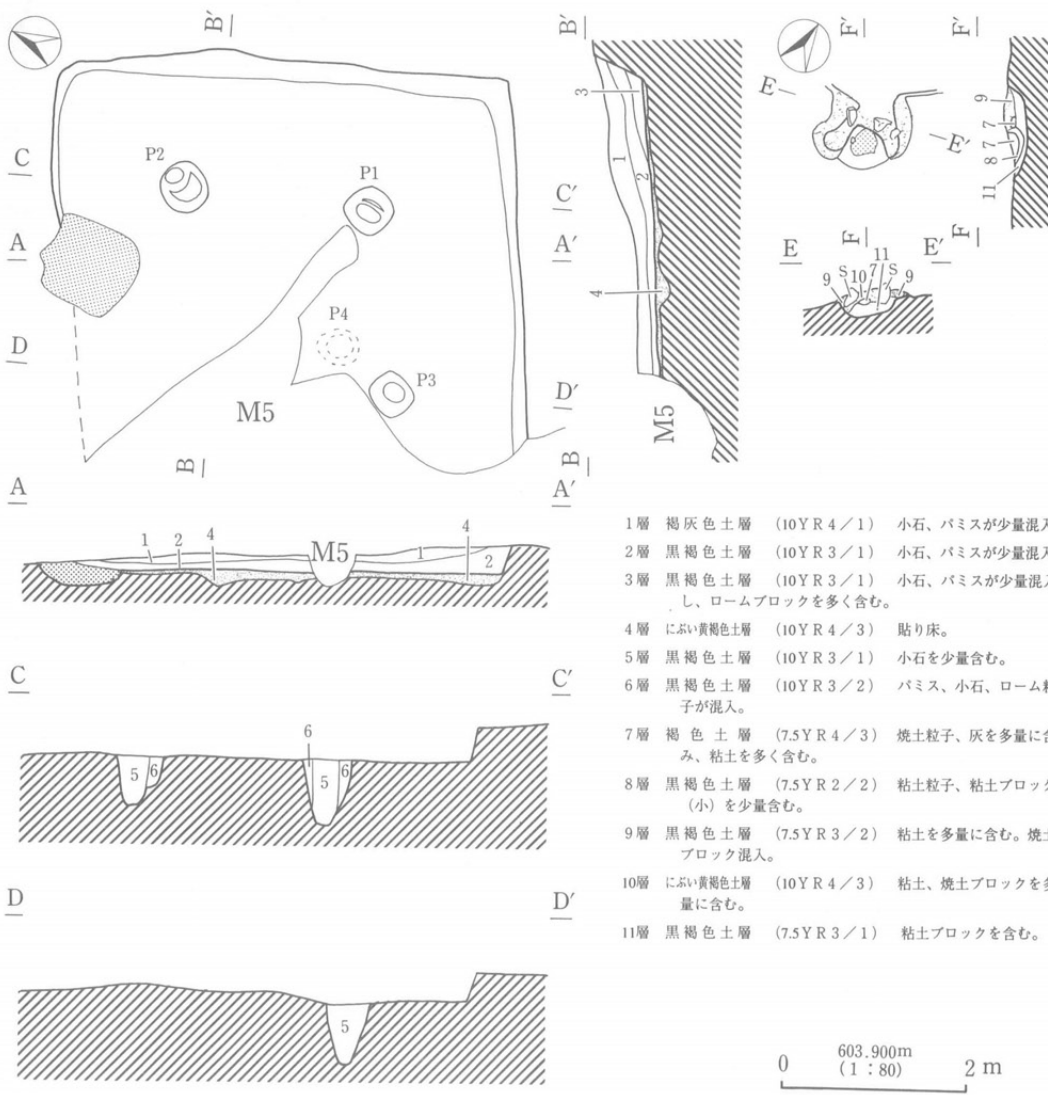 B′
B′
F′
F′
E
E′
3
1
2
9
7
7
8
11
C
P2
P1
C′
A
A′
4
F
F
E
E′
9
S
10
7
11
S
9
D
P4
P3
M5
D′
M5
B
B
A
A′
1
2
4
M5
1
4
2
C
C′
6
5
6
5
6
D
D′
5
1層 褐灰色土層 (10YR4/1) 小石、パミスが少量混入
2層 黒褐色土層 (10YR3/1) 小石、パミスが少量混入
3層 黒褐色土層 (10YR3/1) 小石、パミスが少量混入
し、ロームブロックを多く含む。
4層 にぶい黄褐色土層 (10YR4/3) 貼り床。
5層 黒褐色土層 (10YR3/1) 小石を少量含む。
6層 黒褐色土層 (10YR3/2) パミス、小石、ローム粒
子が混入。
7層 褐色土層 (7.5YR4/3) 焼土粒子、灰を多量に含
み、粘土を多く含む。
8層 黒褐色土層 (7.5YR2/2) 粘土粒子、粘土ブロック
(小)を少量含む。
9層 黒褐色土層 (7.5YR3/2) 粘土を多量に含む。焼土
ブロック混入。
10層 にぶい黄褐色土層 (10YR4/3) 粘土、焼土ブロックを多
量に含む。
11層 黒褐色土層 (7.5YR3/1) 粘土ブロックを含む。
603.900m
0 (1:80) 2m